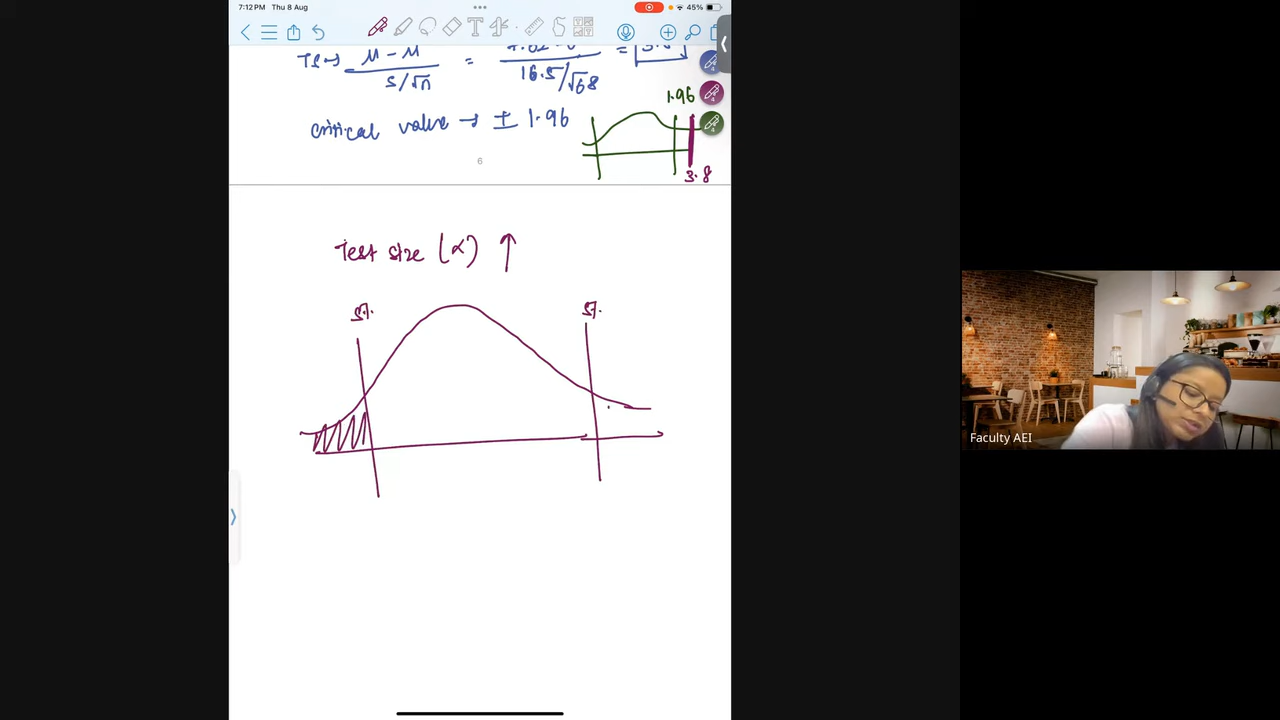 7:12 PM Thu 8 Aug
45%
TS → μ - μ / s/√n = / 16.5/√68 =
critical value → ± 1.96
1.96
3.8
6
Test size (α) ↑
5%.
5%.
Faculty AEI